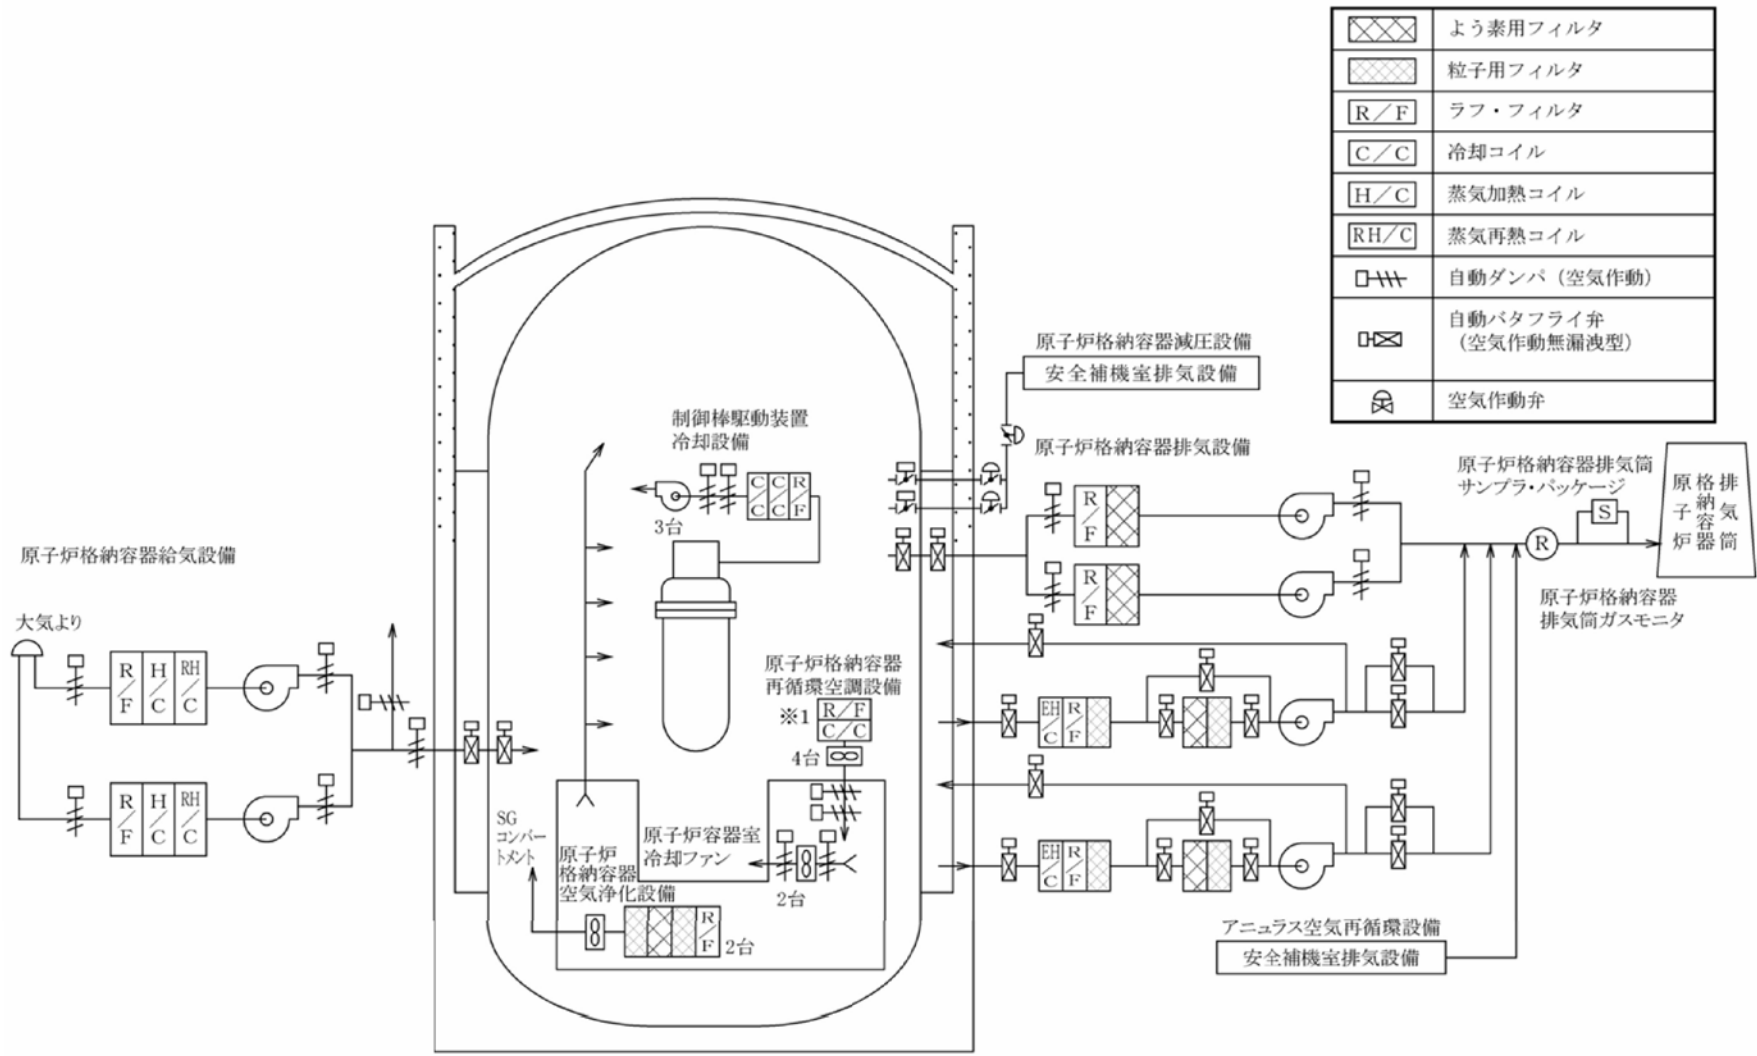 よう素用フィルタ
粒子用フィルタ
R/F
ラフ・フィルタ
C/C
冷却コイル
H/C
蒸気加熱コイル
RH/C
蒸気再熱コイル
自動ダンパ（空気作動）
自動バタフライ弁
（空気作動無漏洩型）
空気作動弁
原子炉格納容器減圧設備
安全補機室排気設備
原子炉格納容器排気設備
R/F
R/F
原子炉格納容器排気筒
サンプラ・パッケージ
S
R
原子炉格納容器排気筒
原子炉格納容器
排気筒ガスモニタ
制御棒駆動装置
冷却設備
C/C
C/C
R/F
3台
原子炉格納容器給気設備
大気より
R/F
H/C
RH/C
R/F
H/C
RH/C
原子炉格納容器
再循環空調設備
※1
R/F
C/C
4台
SG
コンパー
トメント
原子炉容器室
冷却ファン
2台
原子炉
格納容器
空気浄化設備
R/F
2台
EH/C
R/F
EH/C
R/F
アニュラス空気再循環設備
安全補機室排気設備